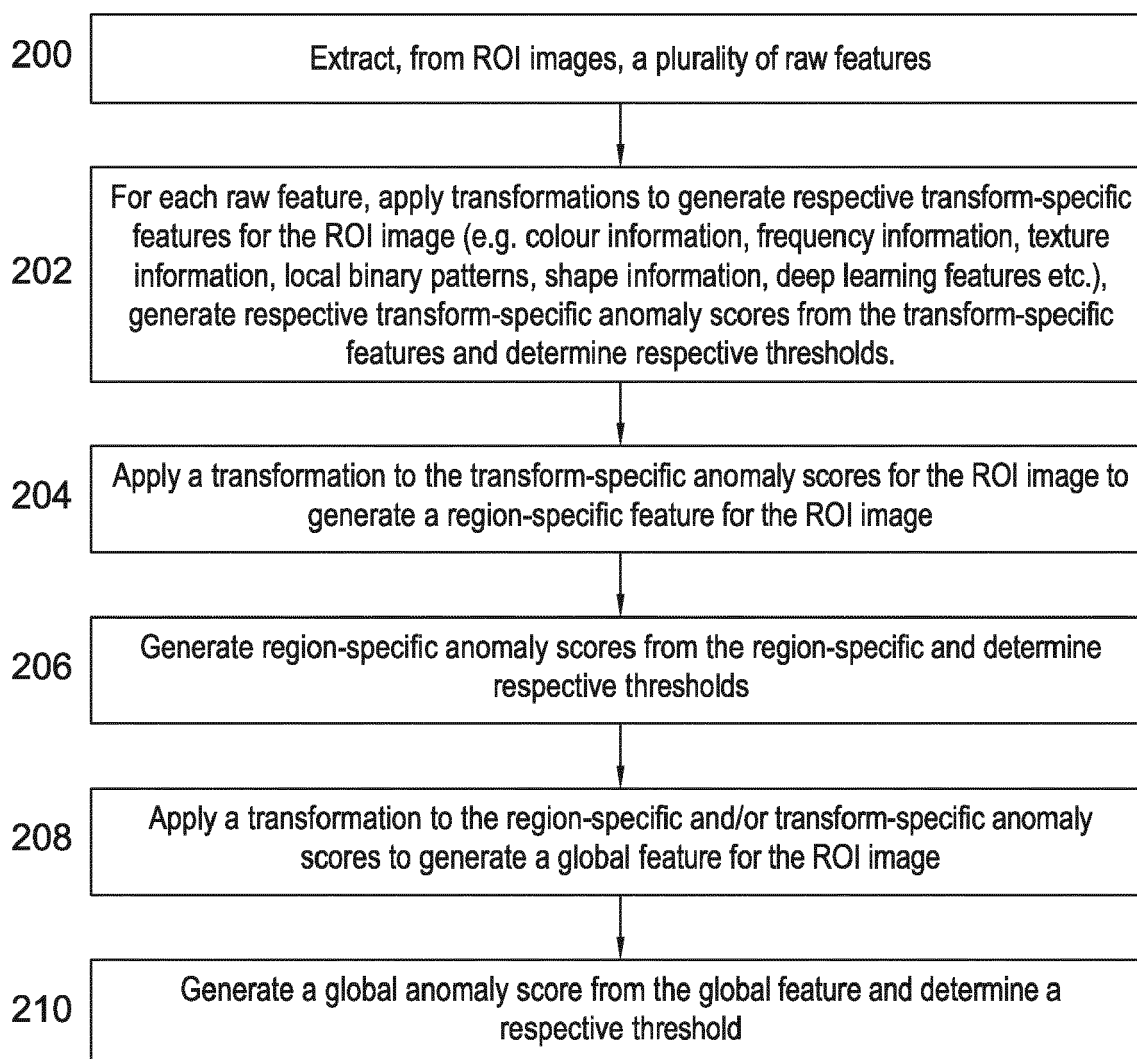 200
Extract, from ROI images, a plurality of raw features
For each raw feature, apply transformations to generate respective transform-specific
features for the ROI image (e.g. colour information, frequency information, texture
202
information, local binary patterns, shape information, deep learning features etc.),
generate respective transform-specific anomaly scores from the transform-specific
features and determine respective thresholds.
204
Apply a transformation to the transform-specific anomaly scores for the ROI image to
generate a region-specific feature for the ROI image
206
Generate region-specific anomaly scores from the region-specific and determine
respective thresholds
208
Apply a transformation to the region-specific and/or transform-specific anomaly
scores to generate a global feature for the ROI image
210
Generate a global anomaly score from the global feature and determine a
respective threshold